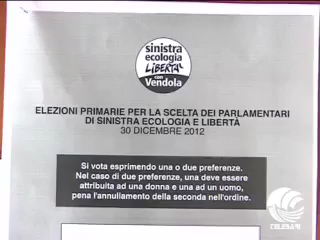 sinistra
ecologia
LIBERTA'
con
Vendola
ELEZIONI PRIMARIE PER LA SCELTA DEI PARLAMENTARI
DI SINISTRA ECOLOGIA E LIBERTÀ
30 DICEMBRE 2012
Si vota esprimendo una o due preferenze.
Nel caso di due preferenze, una deve essere
attribuita ad una donna e una ad un uomo,
pena l'annullamento della seconda nell'ordine.